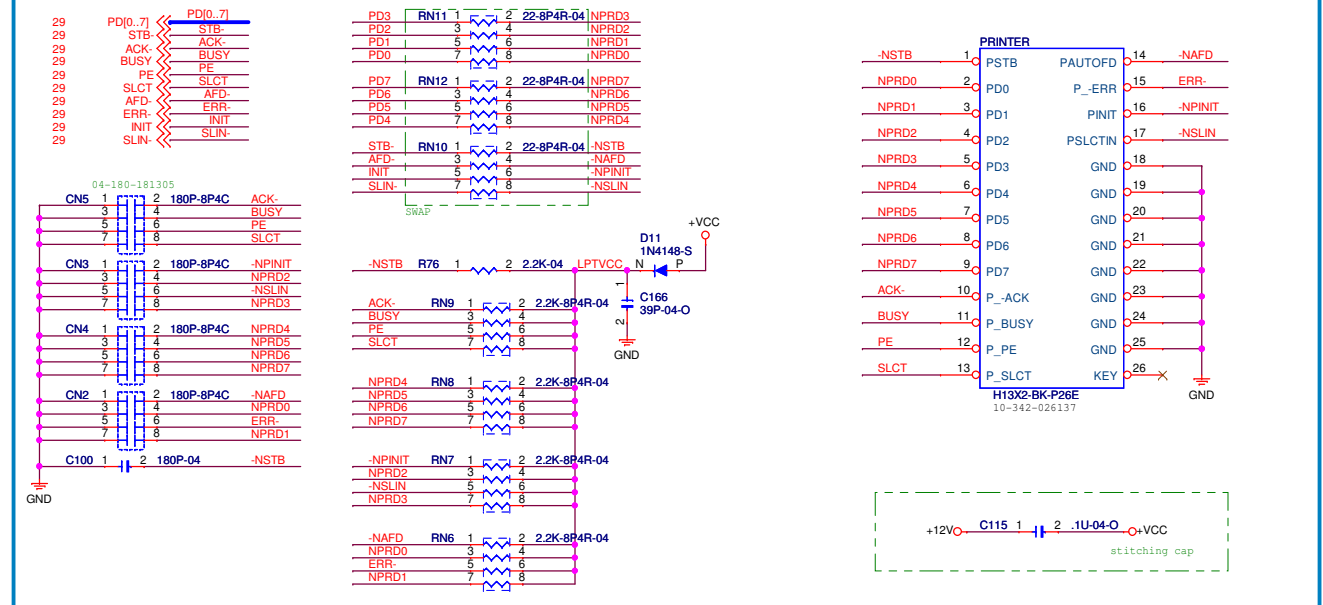 29 PD[0..7] PD[0..7]
29 STB- STB-
29 ACK- ACK-
29 BUSY BUSY
29 PE PE
29 SLCT SLCT
29 AFD- AFD-
29 ERR- ERR-
29 INIT INIT
29 SLIN- SLIN-
04-180-181305
CN5 1 2 180P-8P4C ACK-
3 4 BUSY
5 6 PE
7 8 SLCT
CN3 1 2 180P-8P4C -NPINIT
3 4 NPRD2
5 6 -NSLIN
7 8 NPRD3
CN4 1 2 180P-8P4C NPRD4
3 4 NPRD5
5 6 NPRD6
7 8 NPRD7
CN2 1 2 180P-8P4C -NAFD
3 4 NPRD0
5 6 ERR-
7 8 NPRD1
C100 1 2 180P-04 -NSTB
GND
PD3 RN11 1 2 22-8P4R-04 NPRD3
PD2 3 4 NPRD2
PD1 5 6 NPRD1
PD0 7 8 NPRD0
PD7 RN12 1 2 22-8P4R-04 NPRD7
PD6 3 4 NPRD6
PD5 5 6 NPRD5
PD4 7 8 NPRD4
STB- RN10 1 2 22-8P4R-04 -NSTB
AFD- 3 4 -NAFD
INIT 5 6 -NPINIT
SLIN- 7 8 -NSLIN
SWAP
+VCC
D11
1N4148-S
-NSTB R76 1 2 2.2K-04 LPTVCC N P
1
C166
39P-04-O
2
GND
ACK- RN9 1 2 2.2K-8P4R-04
BUSY 3 4
PE 5 6
SLCT 7 8
NPRD4 RN8 1 2 2.2K-8P4R-04
NPRD5 3 4
NPRD6 5 6
NPRD7 7 8
-NPINIT RN7 1 2 2.2K-8P4R-04
NPRD2 3 4
-NSLIN 5 6
NPRD3 7 8
-NAFD RN6 1 2 2.2K-8P4R-04
NPRD0 3 4
ERR- 5 6
NPRD1 7 8
PRINTER
-NSTB 1 PSTB PAUTOFD 14 -NAFD
NPRD0 2 PD0 P_-ERR 15 ERR-
NPRD1 3 PD1 PINIT 16 -NPINIT
NPRD2 4 PD2 PSLCTIN 17 -NSLIN
NPRD3 5 PD3 GND 18
NPRD4 6 PD4 GND 19
NPRD5 7 PD5 GND 20
NPRD6 8 PD6 GND 21
NPRD7 9 PD7 GND 22
ACK- 10 P_-ACK GND 23
BUSY 11 P_BUSY GND 24
PE 12 P_PE GND 25
SLCT 13 P_SLCT KEY 26
H13X2-BK-P26E
10-342-026137
GND
+12V C115 1 2 .1U-04-O +VCC
stitching cap